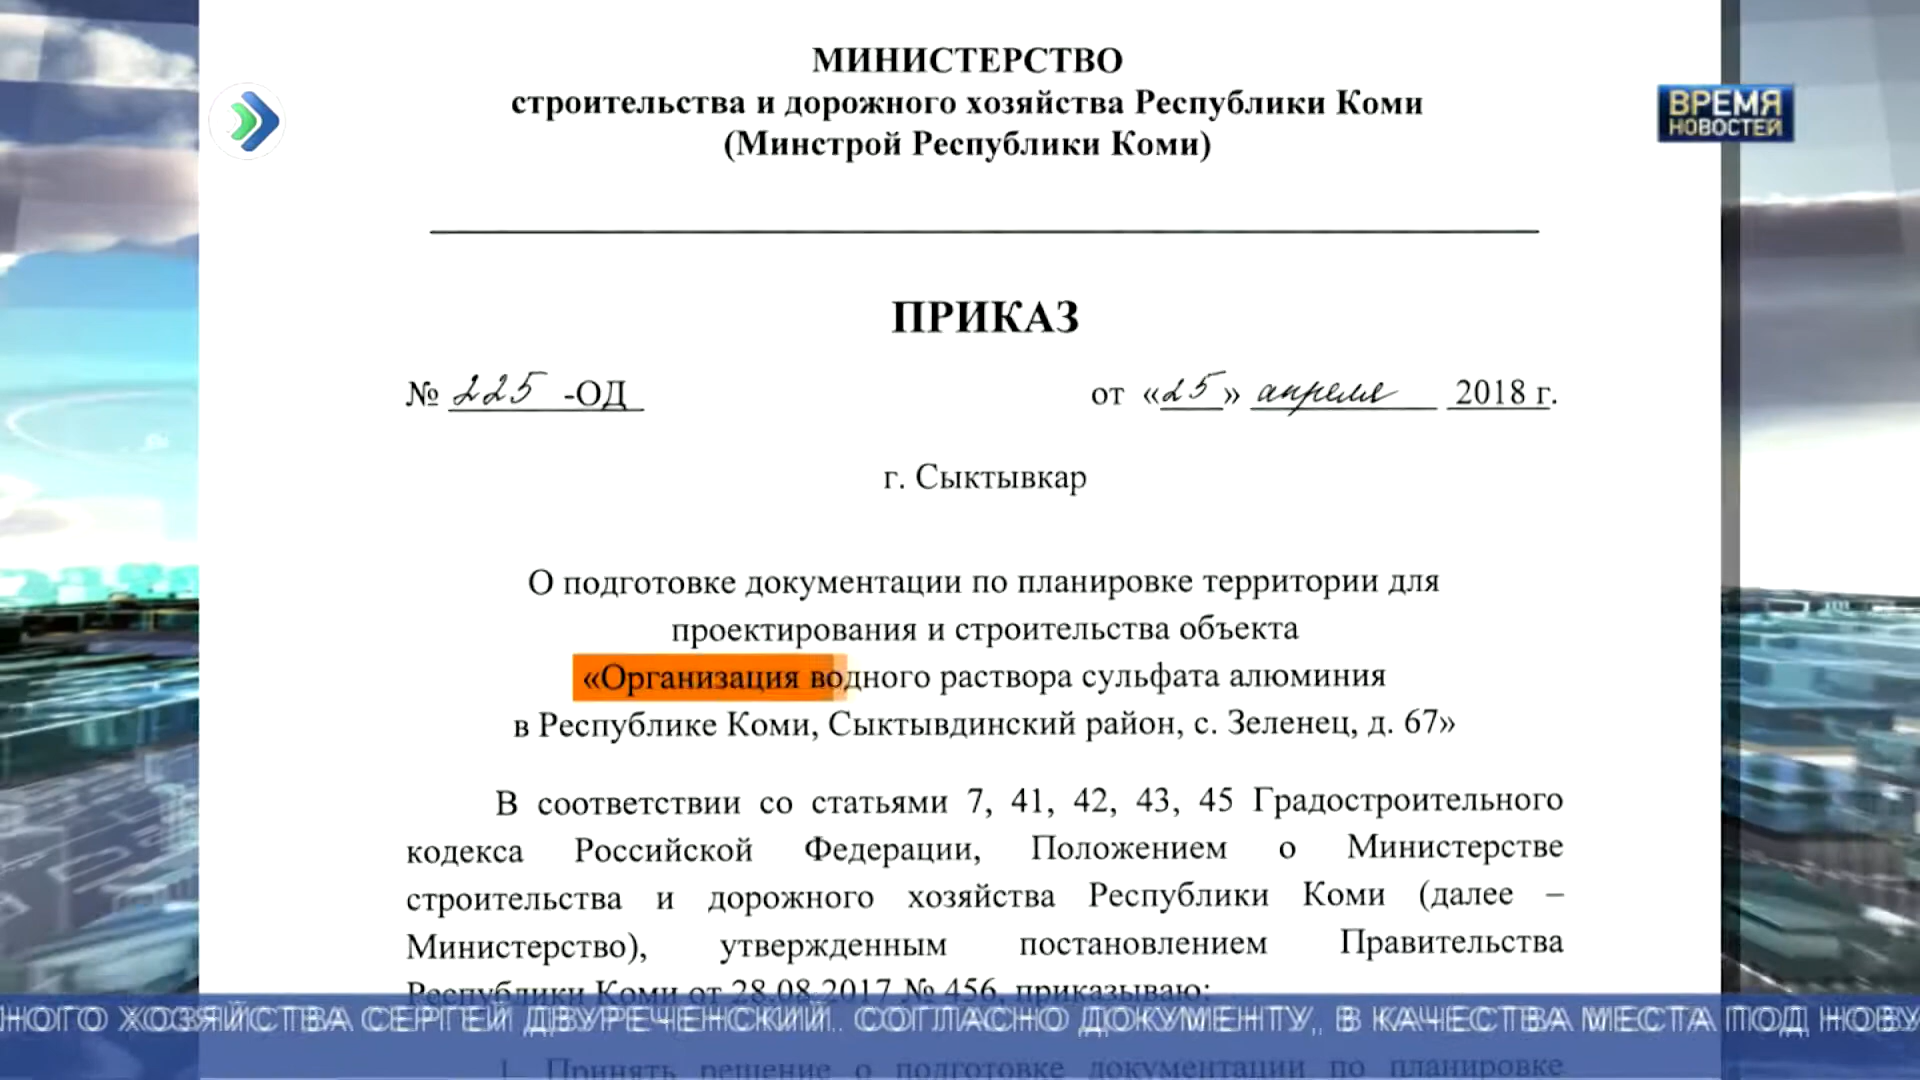 МИНИСТЕРСТВО
строительства и дорожного хозяйства Республики Коми
(Минстрой Республики Коми)
ВРЕМЯ
НОВОСТЕЙ
ПРИКАЗ
№ 225 -ОД от «25» апреля 2018 г.
г. Сыктывкар
О подготовке документации по планировке территории для
проектирования и строительства объекта
«Организация водного раствора сульфата алюминия
в Республике Коми, Сыктывдинский район, с. Зеленец, д. 67»
В соответствии со статьями 7, 41, 42, 43, 45 Градостроительного
кодекса Российской Федерации, Положением о Министерстве
строительства и дорожного хозяйства Республики Коми (далее –
Министерство), утвержденным постановлением Правительства
Республики Коми от 28.08.2017 № 456, приказываю:
НОГО ХОЗЯЙСТВА СЕРГЕЙ ДВУРЕЧЕНСКИЙ. СОГЛАСНО ДОКУМЕНТУ, В КАЧЕСТВА МЕСТА ПОД НОВУ
1. Принять решение о подготовке документации по планировке